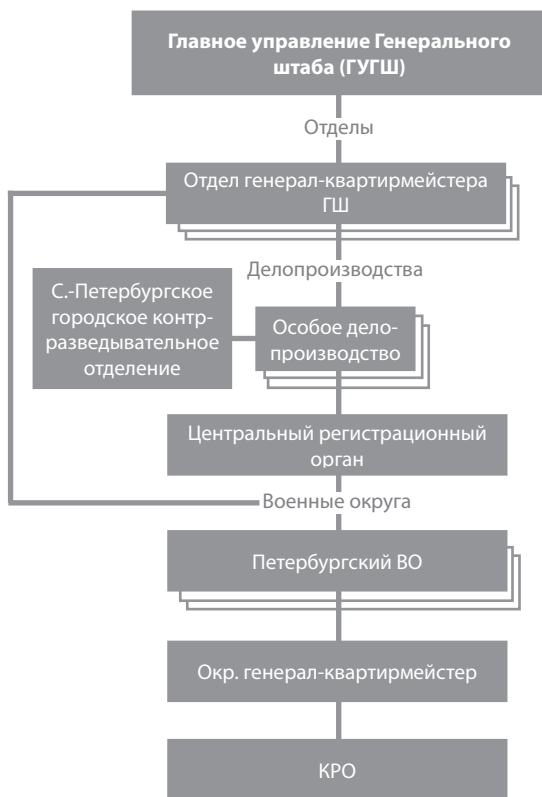 Главное управление Генерального
штаба (ГУГШ)
Отделы
Отдел генерал-квартирмейстера
ГШ
Делопроизводства
С.-Петербургское
городское контр-
разведывательное
отделение
Особое дело-
производство
Центральный регистрационный
орган
Военные округа
Петербургский ВО
Окр. генерал-квартирмейстер
КРО